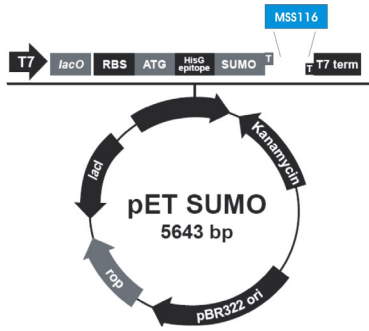 MSS116
T7 lacO RBS ATG HisG epitope SUMO T T T7 term
Kanamycin
lacI
pET SUMO
5643 bp
rop
pBR322 ori